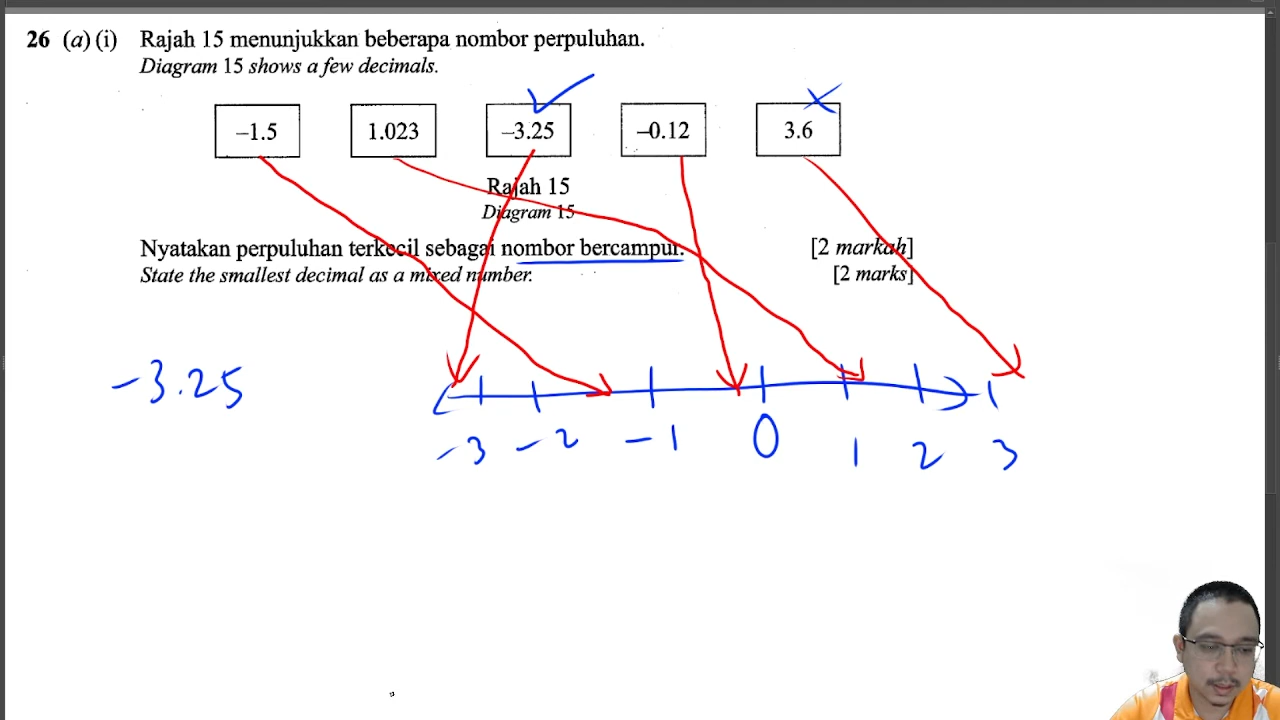 26 (a) (i) Rajah 15 menunjukkan beberapa nombor perpuluhan.
Diagram 15 shows a few decimals.
–1.5 1.023 –3.25 –0.12 3.6
Rajah 15
Diagram 15
Nyatakan perpuluhan terkecil sebagai nombor bercampur. [2 markah]
State the smallest decimal as a mixed number. [2 marks]
-3.25
-3 -2 -1 0 1 2 3